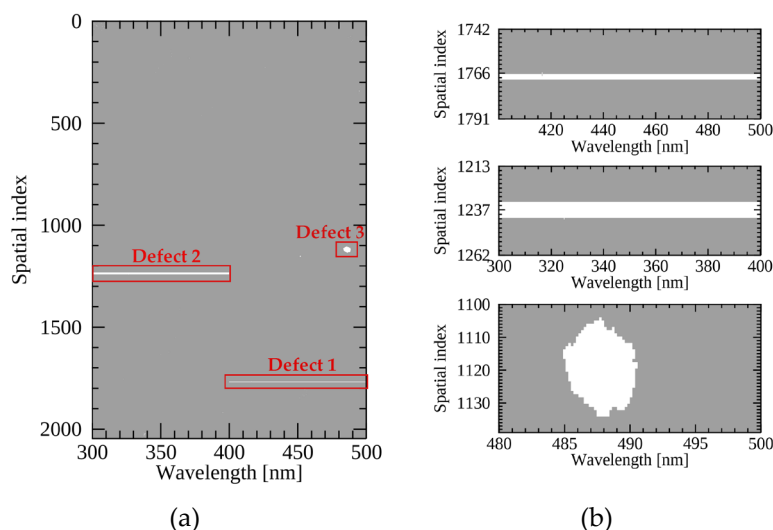 0
500
1000
1500
2000
Spatial index
300
350
400
450
500
Wavelength [nm]
Defect 3
Defect 2
Defect 1
(a)
1742
1766
1791
Spatial index
420
440
460
480
500
Wavelength [nm]
1213
1237
1262
Spatial index
300
320
340
360
380
400
Wavelength [nm]
1100
1110
1120
1130
Spatial index
480
485
490
495
500
Wavelength [nm]
(b)